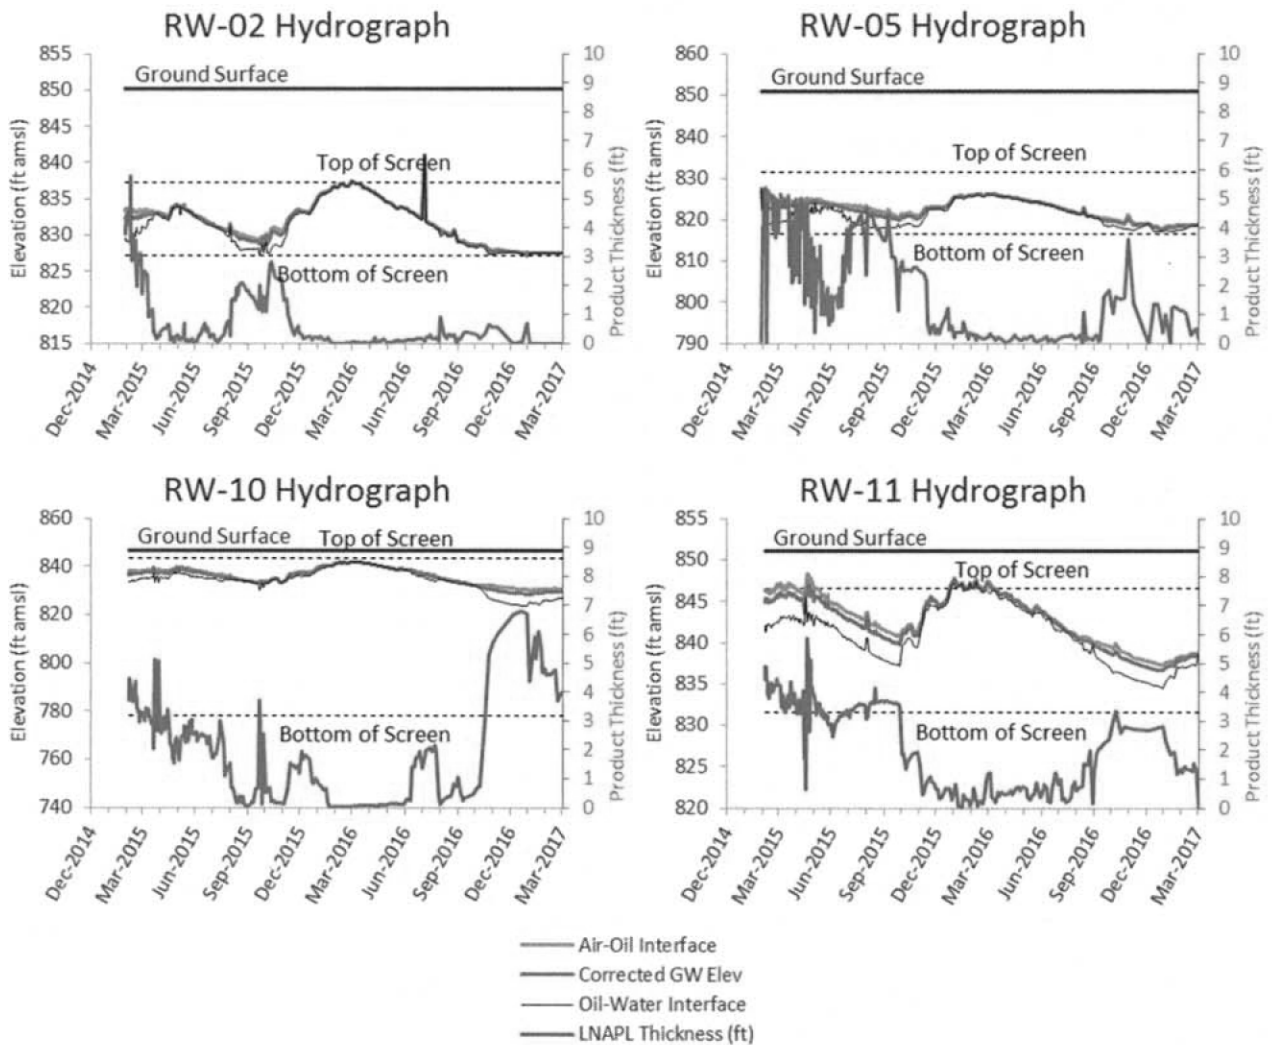 RW-02 Hydrograph
855
850
845
840
835
830
825
820
815
Elevation (ft amsl)
Ground Surface
Top of Screen
Bottom of Screen
10
9
8
7
6
5
4
3
2
1
0
Product Thickness (ft)
Dec-2014
Mar-2015
Jun-2015
Sep-2015
Dec-2015
Mar-2016
Jun-2016
Sep-2016
Dec-2016
Mar-2017
RW-05 Hydrograph
860
850
840
830
820
810
800
790
Elevation (ft amsl)
Ground Surface
Top of Screen
Bottom of Screen
10
9
8
7
6
5
4
3
2
1
0
Product Thickness (ft)
Dec-2014
Mar-2015
Jun-2015
Sep-2015
Dec-2015
Mar-2016
Jun-2016
Sep-2016
Dec-2016
Mar-2017
RW-10 Hydrograph
860
840
820
800
780
760
740
Elevation (ft amsl)
Ground Surface
Top of Screen
Bottom of Screen
10
9
8
7
6
5
4
3
2
1
0
Product Thickness (ft)
Dec-2014
Mar-2015
Jun-2015
Sep-2015
Dec-2015
Mar-2016
Jun-2016
Sep-2016
Dec-2016
Mar-2017
RW-11 Hydrograph
855
850
845
840
835
830
825
820
Elevation (ft amsl)
Ground Surface
Top of Screen
Bottom of Screen
10
9
8
7
6
5
4
3
2
1
0
Product Thickness (ft)
Dec-2014
Mar-2015
Jun-2015
Sep-2015
Dec-2015
Mar-2016
Jun-2016
Sep-2016
Dec-2016
Mar-2017
Air-Oil Interface
Corrected GW Elev
Oil-Water Interface
LNAPL Thickness (ft)